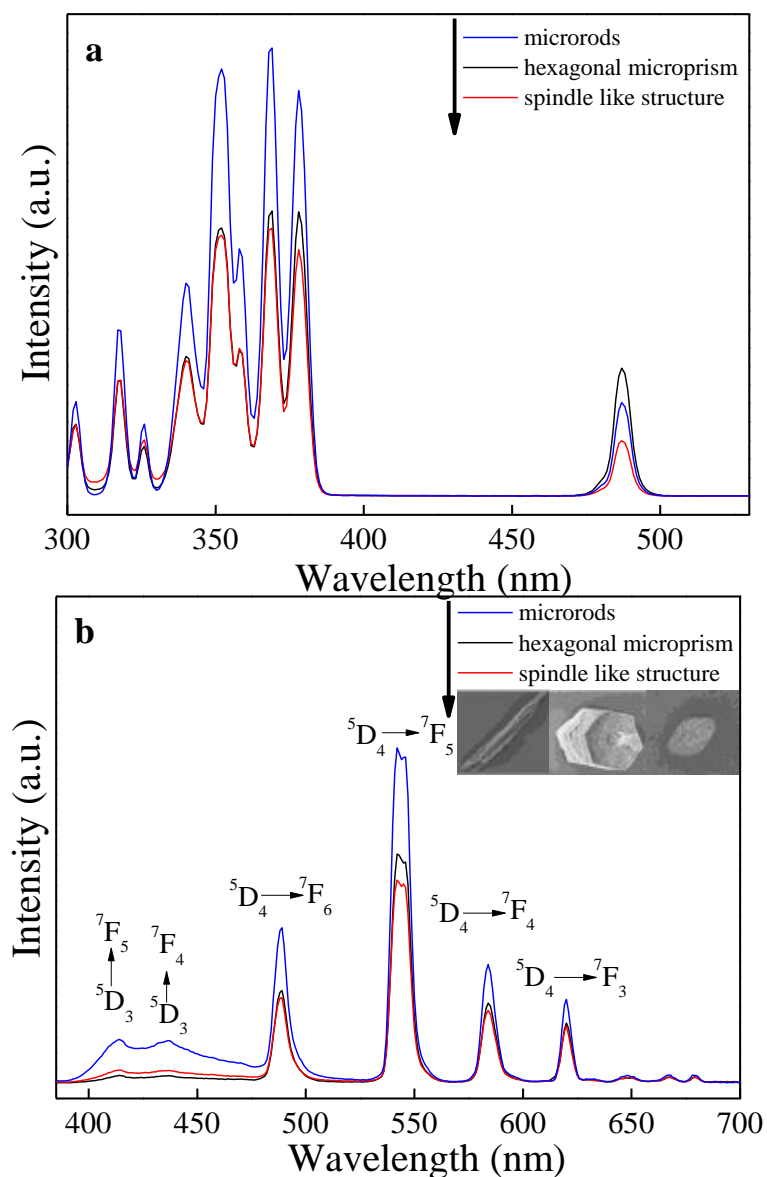 a
microrods
hexagonal microprism
spindle like structure
Intensity (a.u.)
300 350 400 450 500
Wavelength (nm)
b
microrods
hexagonal microprism
spindle like structure
⁵D₄ → ⁷F₅
Intensity (a.u.)
⁵D₄ → ⁷F₆
⁵D₄ → ⁷F₄
⁷F₅ ⁷F₄
⁵D₄ → ⁷F₃
⁵D₃ ⁵D₃
400 450 500 550 600 650 700
Wavelength (nm)